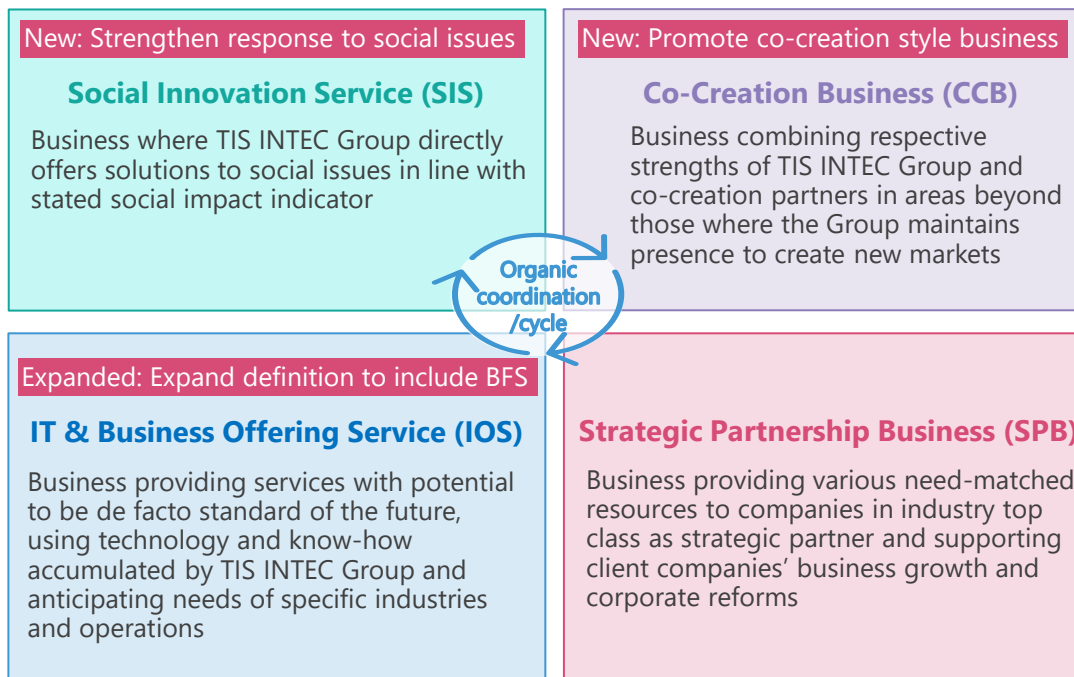 New: Strengthen response to social issues
Social Innovation Service (SIS)
Business where TIS INTEC Group directly
offers solutions to social issues in line with
stated social impact indicator
New: Promote co-creation style business
Co-Creation Business (CCB)
Business combining respective
strengths of TIS INTEC Group and
co-creation partners in areas beyond
those where the Group maintains
presence to create new markets
Organic
coordination
/cycle
Expanded: Expand definition to include BFS
IT & Business Offering Service (IOS)
Business providing services with potential
to be de facto standard of the future,
using technology and know-how
accumulated by TIS INTEC Group and
anticipating needs of specific industries
and operations
Strategic Partnership Business (SPB)
Business providing various need-matched
resources to companies in industry top
class as strategic partner and supporting
client companies’ business growth and
corporate reforms